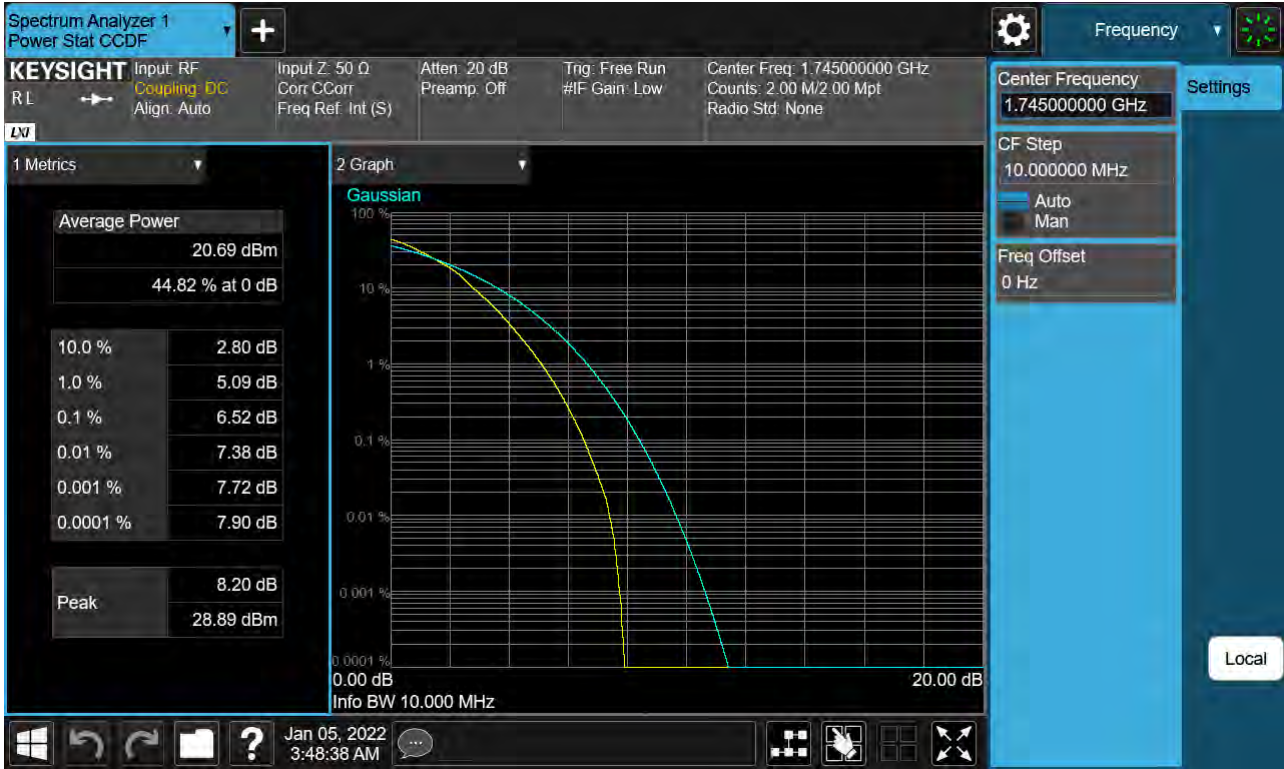 Spectrum Analyzer 1
Power Stat CCDF
Frequency
KEYSIGHT
RL
LXI
Input: RF
Coupling: DC
Align: Auto
Input Z: 50 Ω
Corr CCorr
Freq Ref: Int (S)
Atten: 20 dB
Preamp: Off
Trig: Free Run
#IF Gain: Low
Center Freq: 1.745000000 GHz
Counts: 2.00 M/2.00 Mpt
Radio Std: None
Center Frequency
1.745000000 GHz
Settings
CF Step
10.000000 MHz
Auto
Man
Freq Offset
0 Hz
1 Metrics
Average Power
20.69 dBm
44.82 % at 0 dB
10.0 % 2.80 dB
1.0 % 5.09 dB
0.1 % 6.52 dB
0.01 % 7.38 dB
0.001 % 7.72 dB
0.0001 % 7.90 dB
Peak
8.20 dB
28.89 dBm
2 Graph
Gaussian
100 %
10 %
1 %
0.1 %
0.01 %
0.001 %
0.0001 %
0.00 dB 20.00 dB
Info BW 10.000 MHz
Local
?
Jan 05, 2022
3:48:38 AM